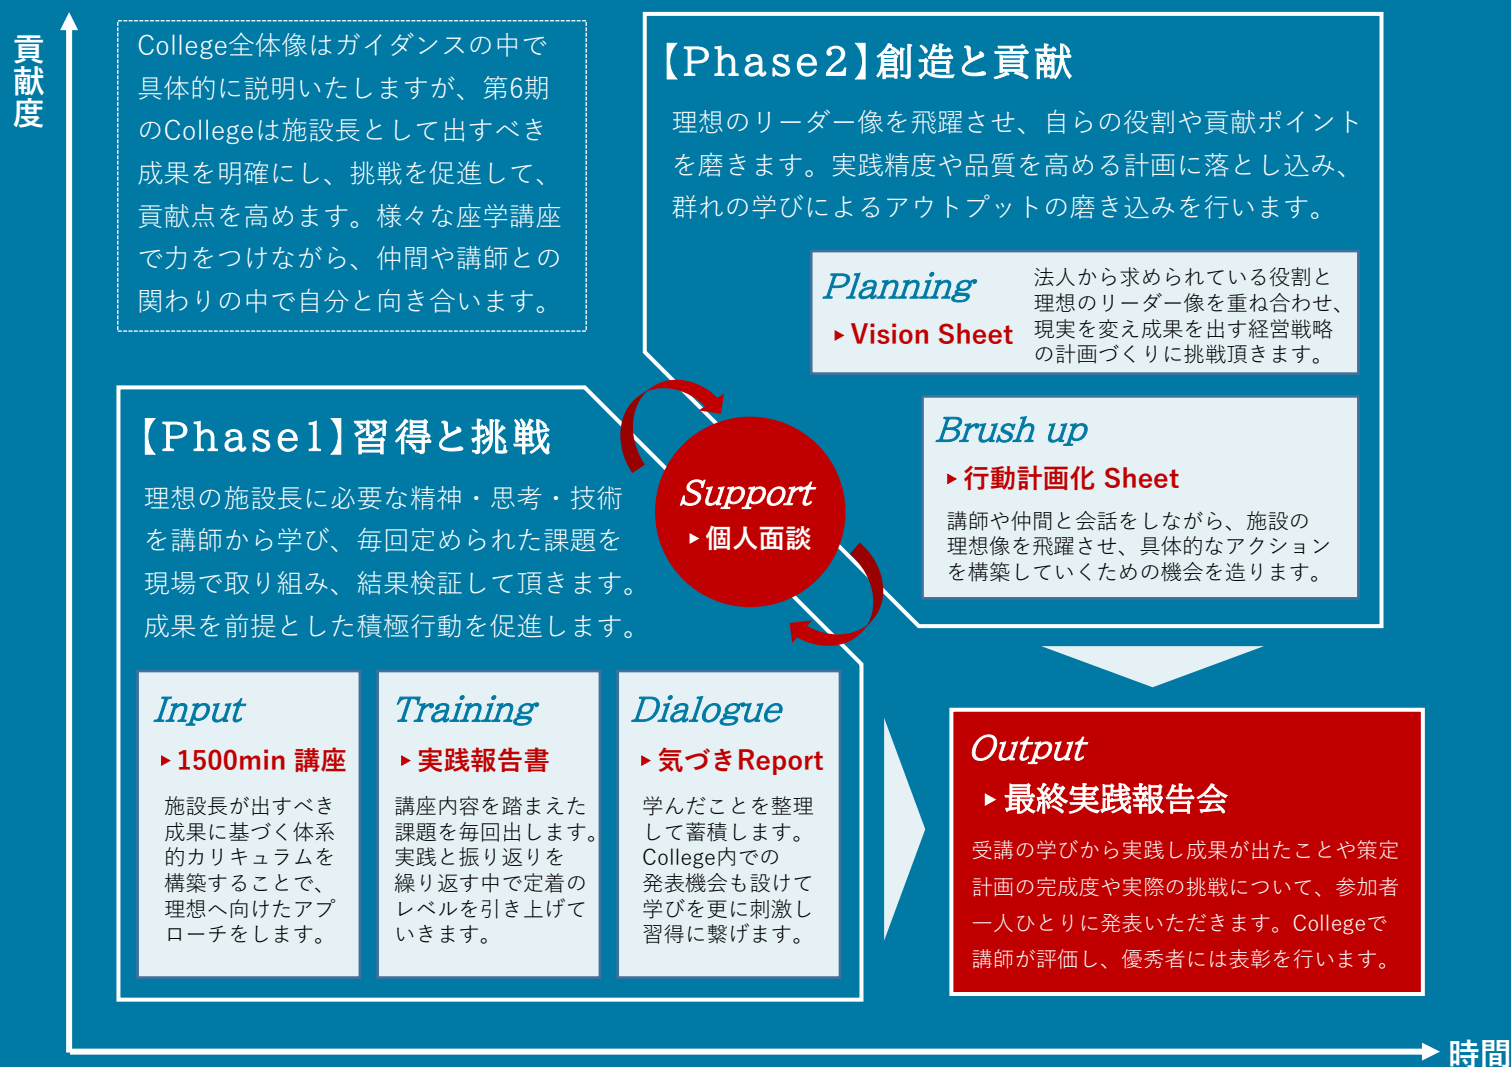 貢献度
College全体像はガイダンスの中で
具体的に説明いたしますが、第6期
のCollegeは施設長として出すべき
成果を明確にし、挑戦を促進して、
貢献点を高めます。様々な座学講座
で力をつけながら、仲間や講師との
関わりの中で自分と向き合います。
【Phase2】創造と貢献
理想のリーダー像を飛躍させ、自らの役割や貢献ポイント
を磨きます。実践精度や品質を高める計画に落とし込み、
群れの学びによるアウトプットの磨き込みを行います。
Planning
▸Vision Sheet
法人から求められている役割と
理想のリーダー像を重ね合わせ、
現実を変え成果を出す経営戦略
の計画づくりに挑戦頂きます。
Brush up
▸行動計画化 Sheet
講師や仲間と会話をしながら、施設の
理想像を飛躍させ、具体的なアクション
を構築していくための機会を造ります。
【Phase1】習得と挑戦
理想の施設長に必要な精神・思考・技術
を講師から学び、毎回定められた課題を
現場で取り組み、結果検証して頂きます。
成果を前提とした積極行動を促進します。
Support
▸個人面談
Input
▸1500min 講座
施設長が出すべき
成果に基づく体系
的カリキュラムを
構築することで、
理想へ向けたアプ
ローチをします。
Training
▸実践報告書
講座内容を踏まえた
課題を毎回出します。
実践と振り返りを
繰り返す中で定着の
レベルを引き上げて
いきます。
Dialogue
▸気づきReport
学んだことを整理
して蓄積します。
College内での
発表機会も設けて
学びを更に刺激し
習得に繋げます。
Output
▸最終実践報告会
受講の学びから実践し成果が出たことや策定
計画の完成度や実際の挑戦について、参加者
一人ひとりに発表いただきます。Collegeで
講師が評価し、優秀者には表彰を行います。
時間